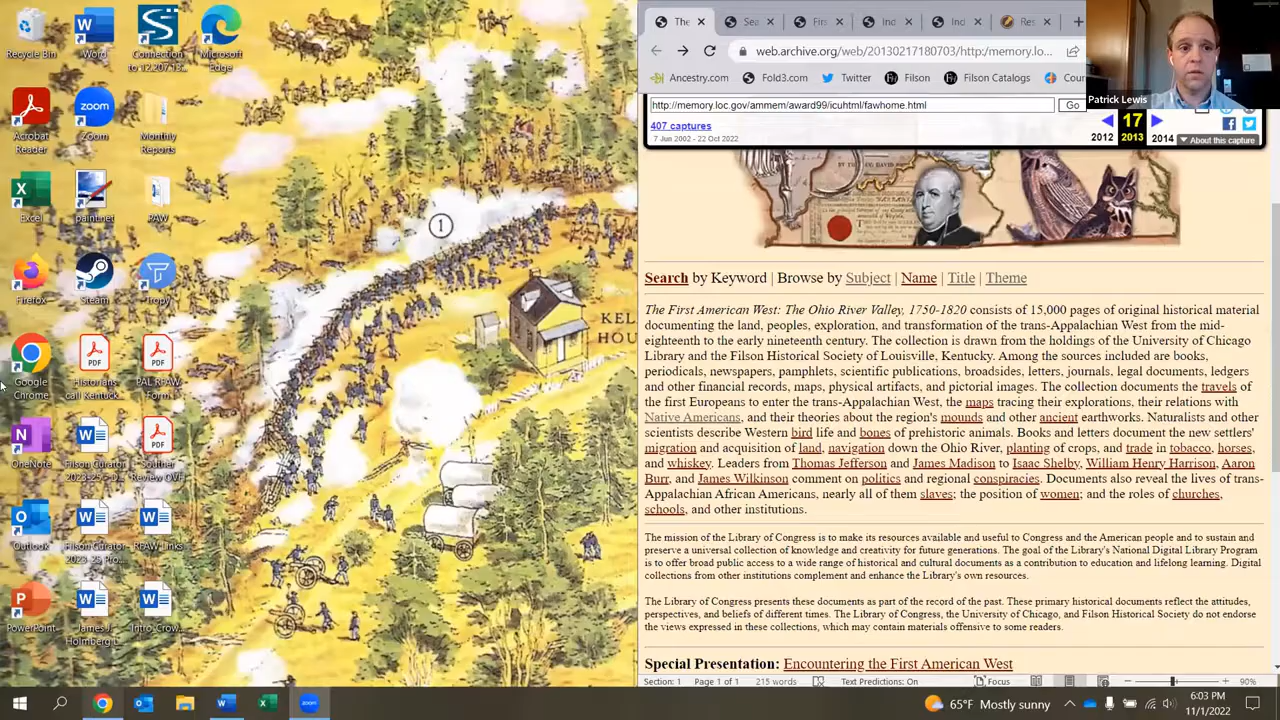 Recycle Bin
Word
Connection
to 12.207.13...
Microsoft
Edge
Acrobat
Reader
Zoom
Monthly
Reports
Excel
paint.net
RAW
Firefox
Steam
Tropy
Google
Chrome
Historians
call Kentuck...
PAL RFAW
Form
OneNote
Filson Curator
2023-25 - D...
Souther
Review OVH
Outlook
Filson Curator
2023-25 Pro...
RFAW Links
PowerPoint
James J.
Holmberg L...
Intro Crow...
1
KEL
HOU
The
Sea
Firs
Ind
Ind
Res
web.archive.org/web/20130217180703/http:/memory.lo...
Ancestry.com
Fold3.com
Twitter
Filson
Filson Catalogs
Cour
Patrick Lewis
http://memory.loc.gov/ammem/award99/icuhtml/fawhome.html
Go
407 captures
7 Jun 2002 - 22 Oct 2022
17
2012
2013
2014
About this capture
Search by Keyword | Browse by Subject | Name | Title | Theme
The First American West: The Ohio River Valley, 1750-1820 consists of 15,000 pages of original historical material
documenting the land, peoples, exploration, and transformation of the trans-Appalachian West from the mid-
eighteenth to the early nineteenth century. The collection is drawn from the holdings of the University of Chicago
Library and the Filson Historical Society of Louisville, Kentucky. Among the sources included are books,
periodicals, newspapers, pamphlets, scientific publications, broadsides, letters, journals, legal documents, ledgers
and other financial records, maps, physical artifacts, and pictorial images. The collection documents the travels of
the first Europeans to enter the trans-Appalachian West, the maps tracing their explorations, their relations with
Native Americans, and their theories about the region's mounds and other ancient earthworks. Naturalists and other
scientists describe Western bird life and bones of prehistoric animals. Books and letters document the new settlers'
migration and acquisition of land, navigation down the Ohio River, planting of crops, and trade in tobacco, horses,
and whiskey. Leaders from Thomas Jefferson and James Madison to Isaac Shelby, William Henry Harrison, Aaron
Burr, and James Wilkinson comment on politics and regional conspiracies. Documents also reveal the lives of trans-
Appalachian African Americans, nearly all of them slaves; the position of women; and the roles of churches,
schools, and other institutions.
The mission of the Library of Congress is to make its resources available and useful to Congress and the American people and to sustain and
preserve a universal collection of knowledge and creativity for future generations. The goal of the Library's National Digital Library Program
is to offer broad public access to a wide range of historical and cultural documents as a contribution to education and lifelong learning. Digital
collections from other institutions complement and enhance the Library's own resources.
The Library of Congress presents these documents as part of the record of the past. These primary historical documents reflect the attitudes,
perspectives, and beliefs of different times. The Library of Congress, the University of Chicago, and Filson Historical Society do not endorse
the views expressed in these collections, which may contain materials offensive to some readers.
Special Presentation: Encountering the First American West
Section: 1
Page 1 of 1
215 words
Text Predictions: On
Focus
90%
65°F Mostly sunny
6:03 PM
11/1/2022